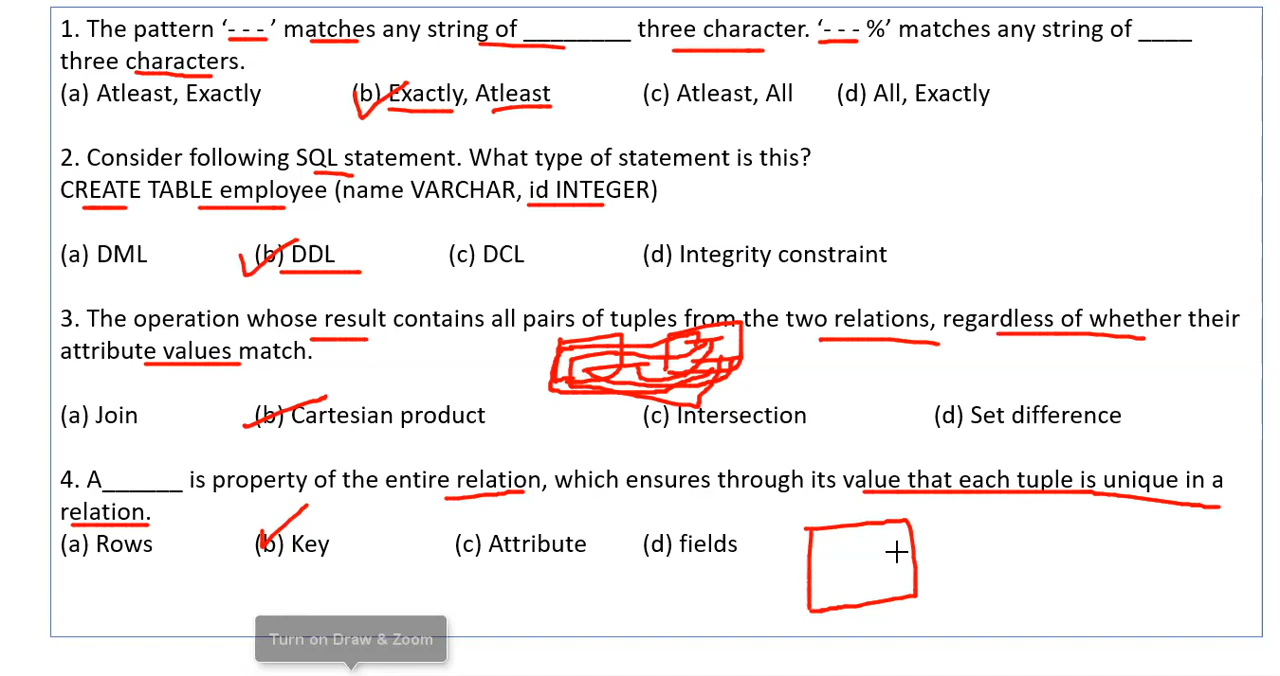 1. The pattern ‘- - -’ matches any string of ________ three character. ‘- - - %’ matches any string of ____
three characters.
(a) Atleast, Exactly (b) Exactly, Atleast (c) Atleast, All (d) All, Exactly
2. Consider following SQL statement. What type of statement is this?
CREATE TABLE employee (name VARCHAR, id INTEGER)
(a) DML (b) DDL (c) DCL (d) Integrity constraint
3. The operation whose result contains all pairs of tuples from the two relations, regardless of whether their
attribute values match.
(a) Join (b) Cartesian product (c) Intersection (d) Set difference
4. A______ is property of the entire relation, which ensures through its value that each tuple is unique in a
relation.
(a) Rows (b) Key (c) Attribute (d) fields
Turn on Draw & Zoom